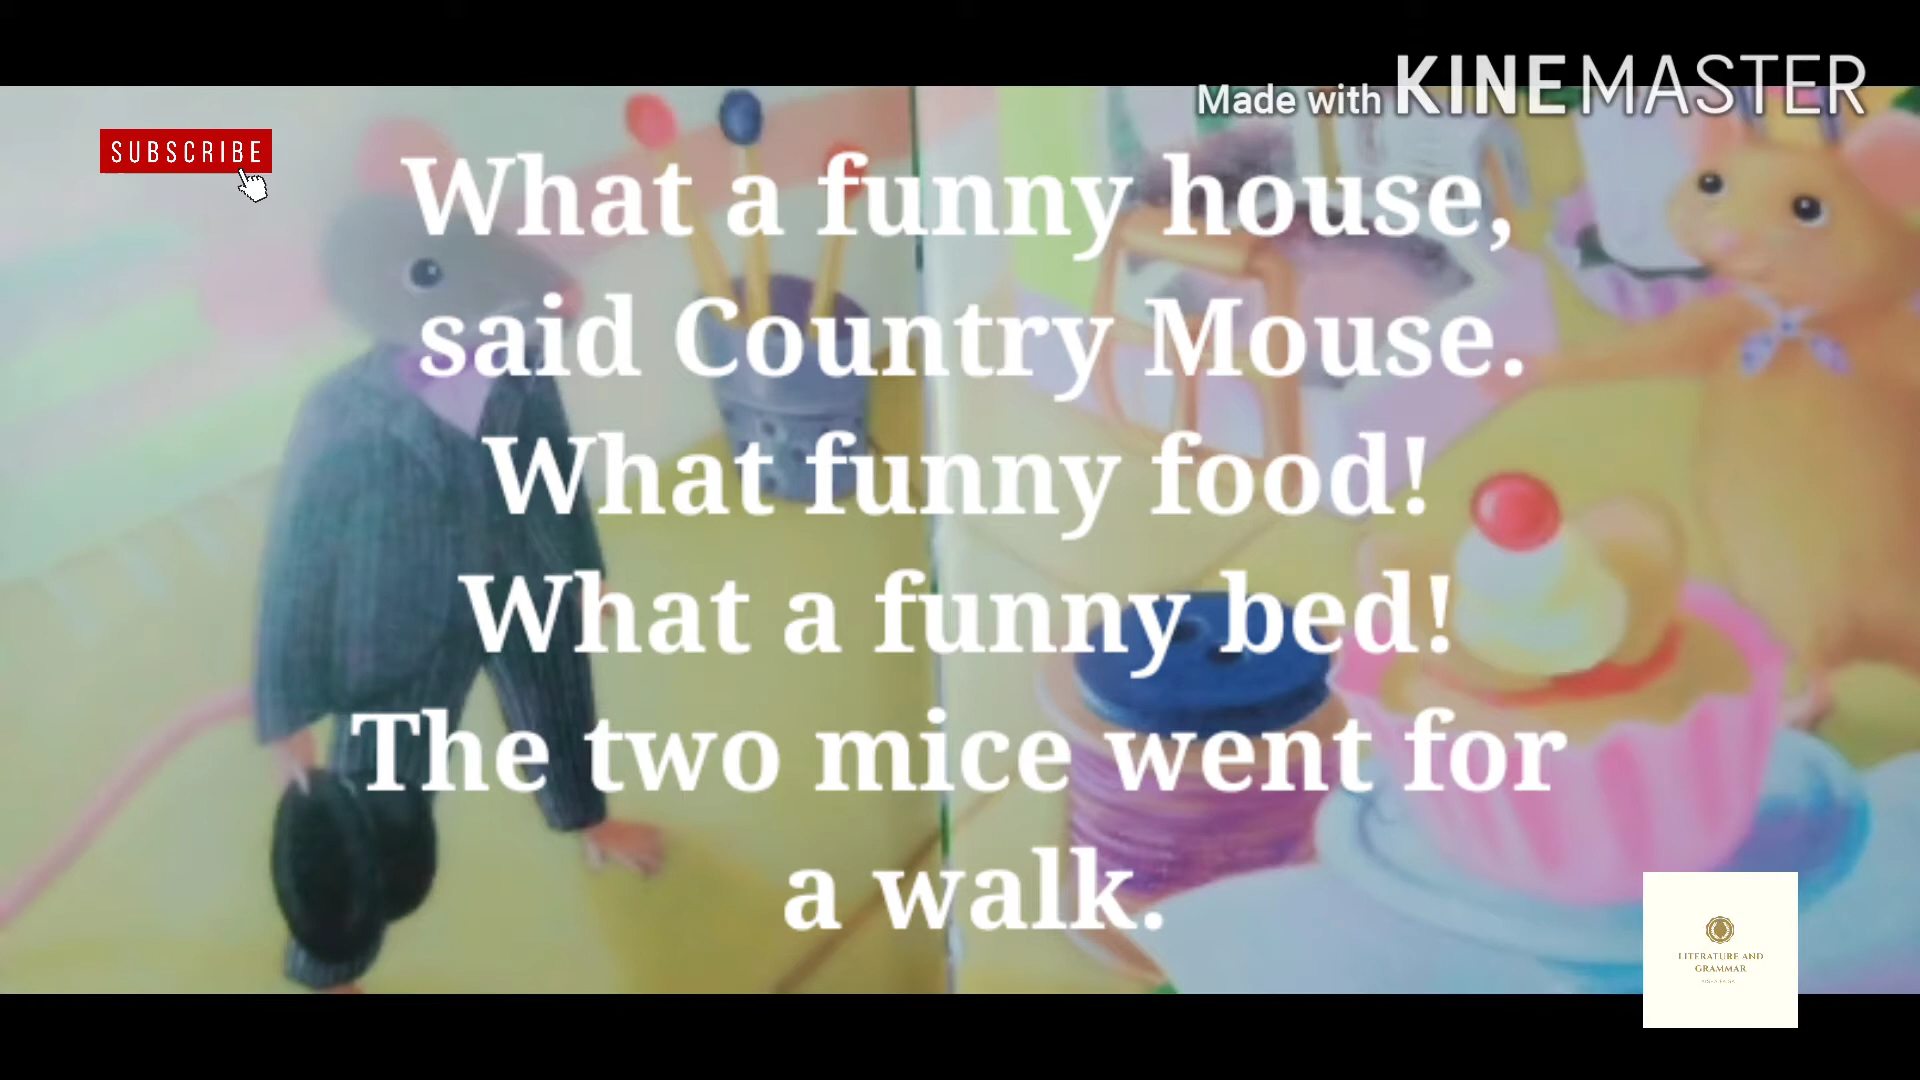 Made with KINEMASTER
SUBSCRIBE
What a funny house,
said Country Mouse.
What funny food!
What a funny bed!
The two mice went for
a walk.
LITERATURE AND
GRAMMAR